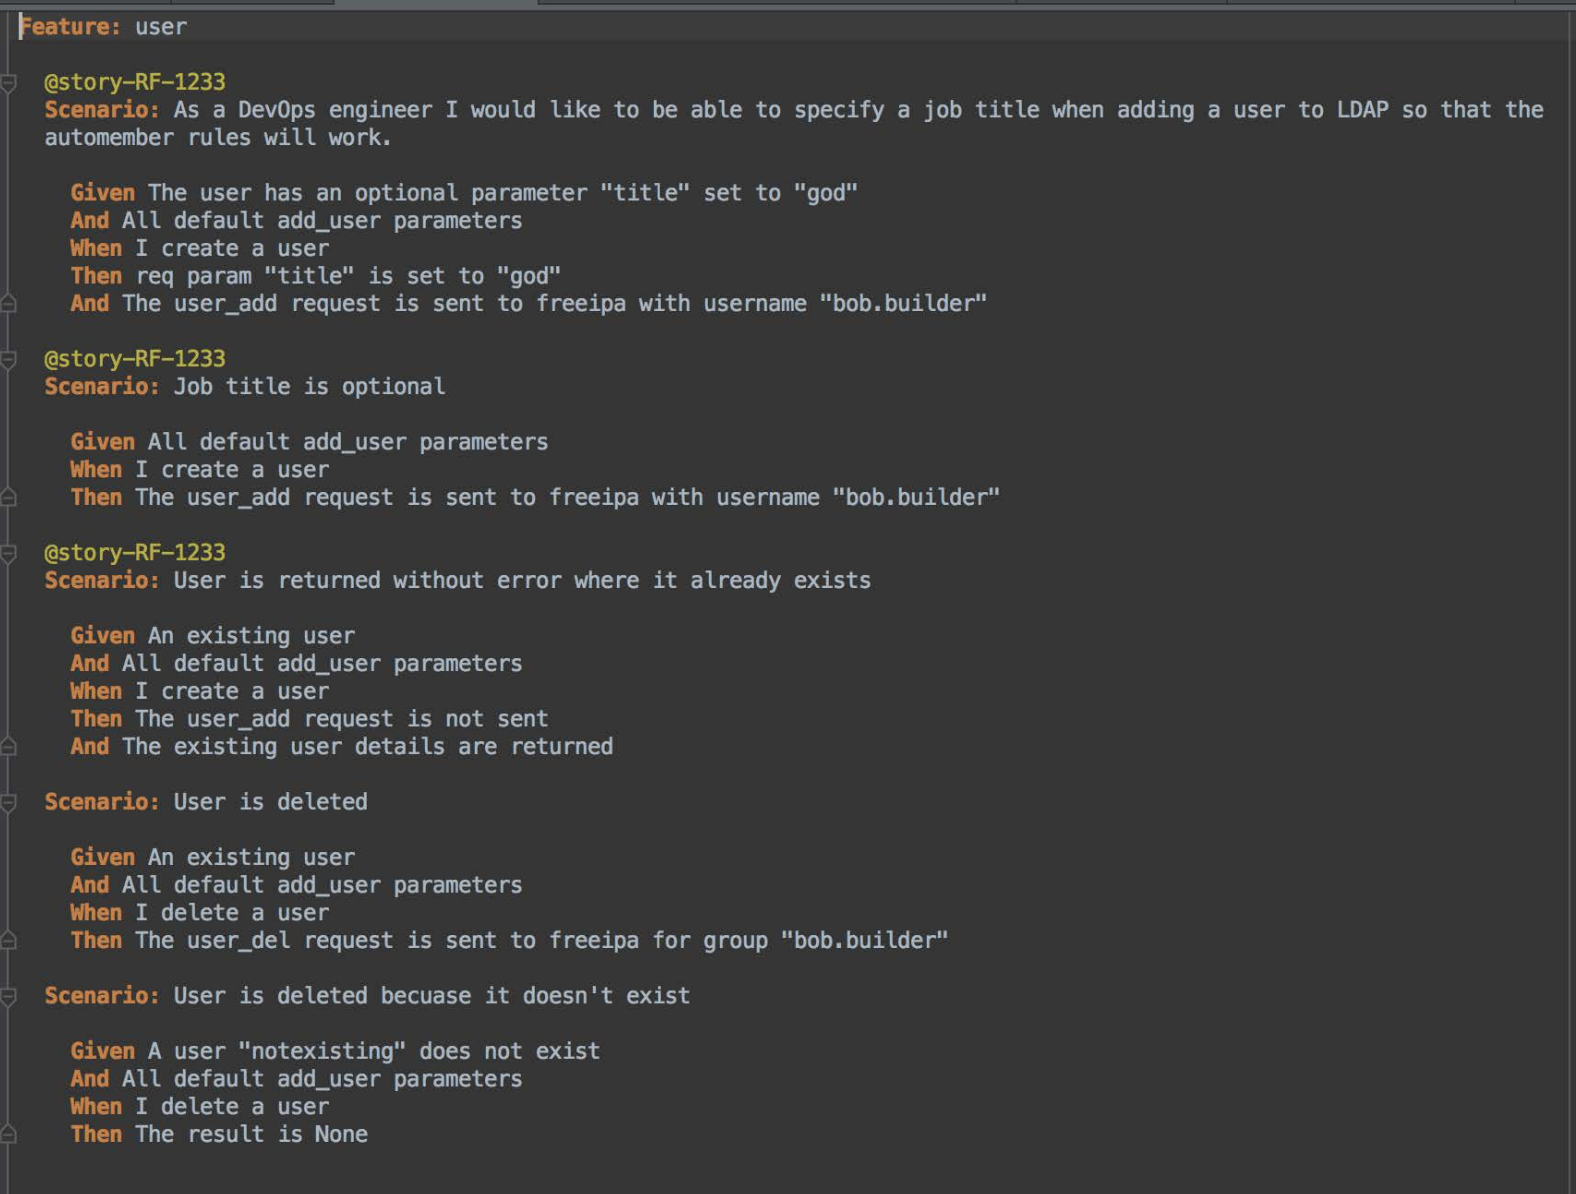 Feature: user
@story-RF-1233
Scenario: As a DevOps engineer I would like to be able to specify a job title when adding a user to LDAP so that the
automember rules will work.
Given The user has an optional parameter "title" set to "god"
And All default add_user parameters
When I create a user
Then req param "title" is set to "god"
And The user_add request is sent to freeipa with username "bob.builder"
@story-RF-1233
Scenario: Job title is optional
Given All default add_user parameters
When I create a user
Then The user_add request is sent to freeipa with username "bob.builder"
@story-RF-1233
Scenario: User is returned without error where it already exists
Given An existing user
And All default add_user parameters
When I create a user
Then The user_add request is not sent
And The existing user details are returned
Scenario: User is deleted
Given An existing user
And All default add_user parameters
When I delete a user
Then The user_del request is sent to freeipa for group "bob.builder"
Scenario: User is deleted becuase it doesn't exist
Given A user "notexisting" does not exist
And All default add_user parameters
When I delete a user
Then The result is None